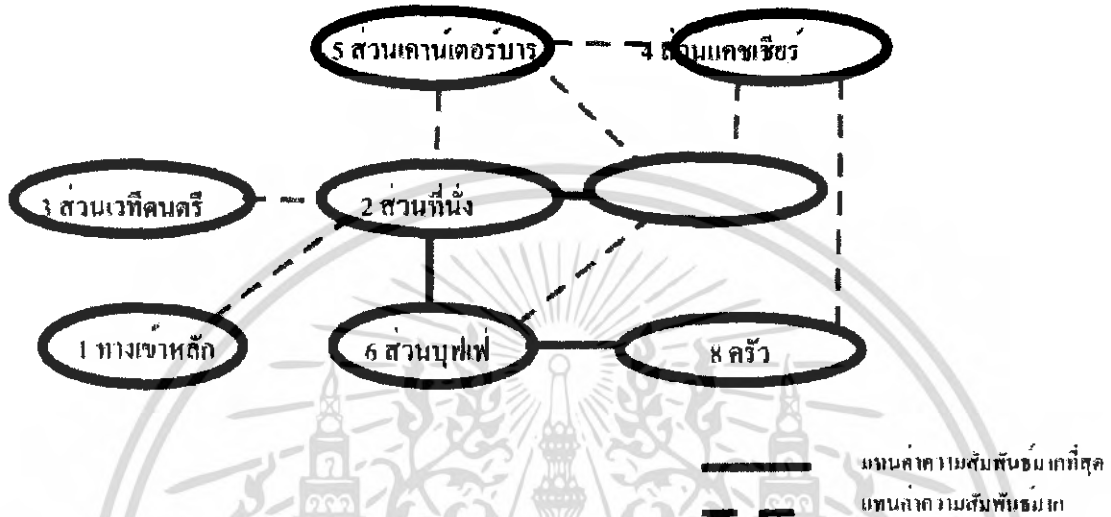 5 ส่วนเคาน์เตอร์บาร์
4 ส่วนแคชเชียร์
3 ส่วนเวทีดนตรี
2 ส่วนที่นั่ง
1 ทางเข้าหลัก
6 ส่วนบุฟเฟ่
8 ครัว
แทนค่าความสัมพันธ์มากที่สุด
แทนค่าความสัมพันธ์มาก